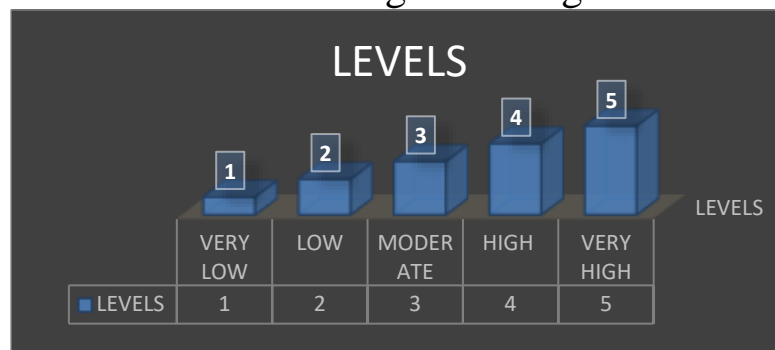 LEVELS
5
4
3
2
1
LEVELS
VERY LOW MODER HIGH VERY
LOW ATE HIGH
LEVELS 1 2 3 4 5